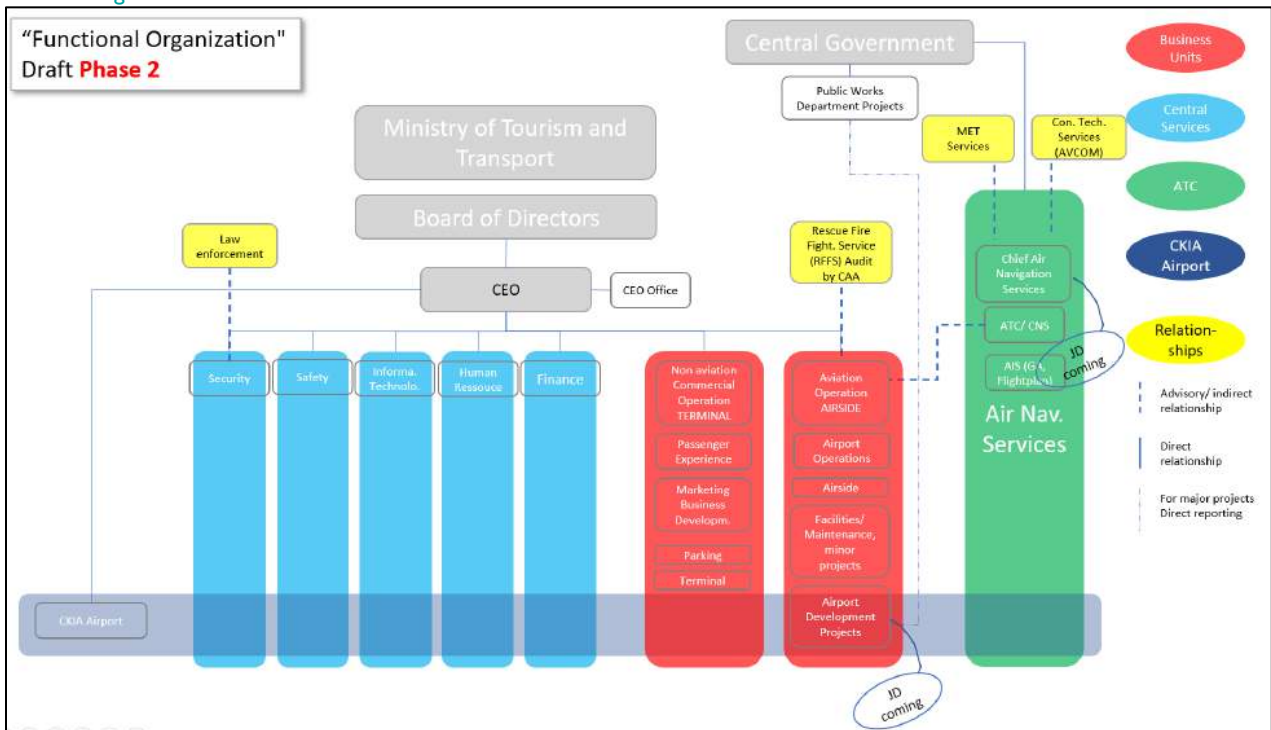 "Functional Organization"
Draft Phase 2
Central Government
Public Works
Department Projects
Ministry of Tourism and
Transport
Board of Directors
CEO
CEO Office
Law
enforcement
Rescue Fire
Fight. Service
(RFFS) Audit
by CAA
MET
Services
Con. Tech.
Services
(AVCOM)
Security
Safety
Informa.
Technolo.
Human
Ressouce
Finance
Non aviation
Commercial
Operation
TERMINAL
Passenger
Experience
Marketing
Business
Developm.
Parking
Terminal
Aviation
Operation
AIRSIDE
Airport
Operations
Airside
Facilities/
Maintenance,
minor
projects
Airport
Development
Projects
JD
coming
Chief Air
Navigation
Services
ATC/ CNS
AIS
Flightplan)
JD
coming
Air Nav.
Services
CKIA Airport
Business
Units
Central
Services
ATC
CKIA
Airport
Relation-
ships
Advisory/ indirect
relationship
Direct
relationship
For major projects
Direct reporting